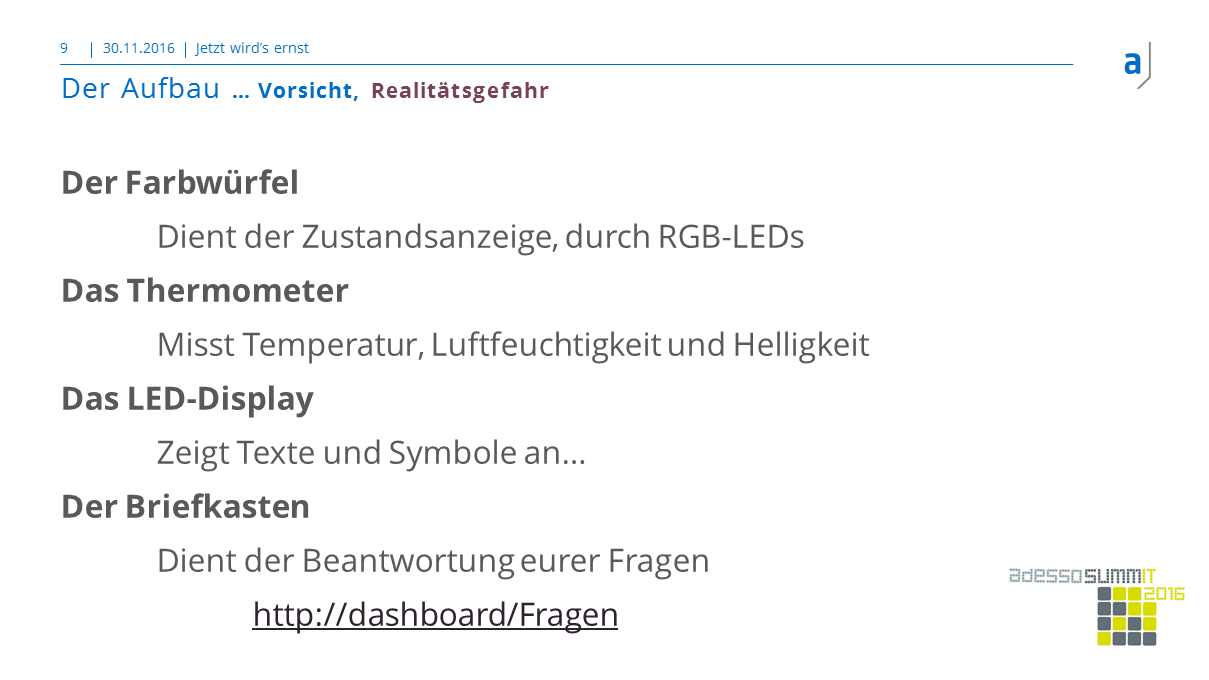 9 | 30.11.2016 | Jetzt wird's ernst
a
Der Aufbau ... Vorsicht, Realitätsgefahr
Der Farbwürfel
Dient der Zustandsanzeige, durch RGB-LEDs
Das Thermometer
Misst Temperatur, Luftfeuchtigkeit und Helligkeit
Das LED-Display
Zeigt Texte und Symbole an...
Der Briefkasten
Dient der Beantwortung eurer Fragen
http://dashboard/Fragen
adessosummIT
2016